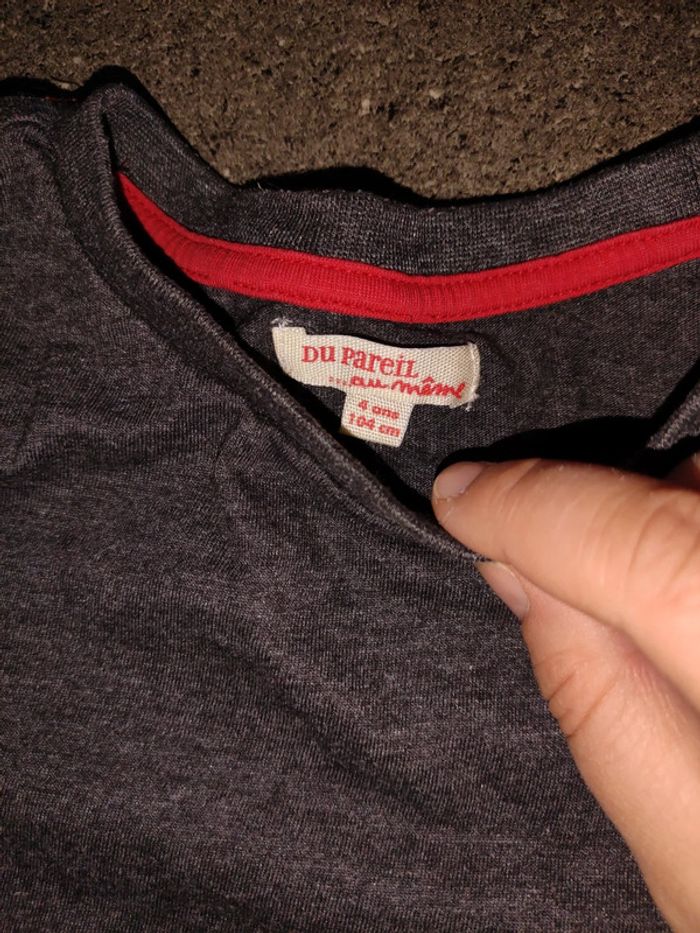 DU PAREIL
...au même
4 ans
104 cm